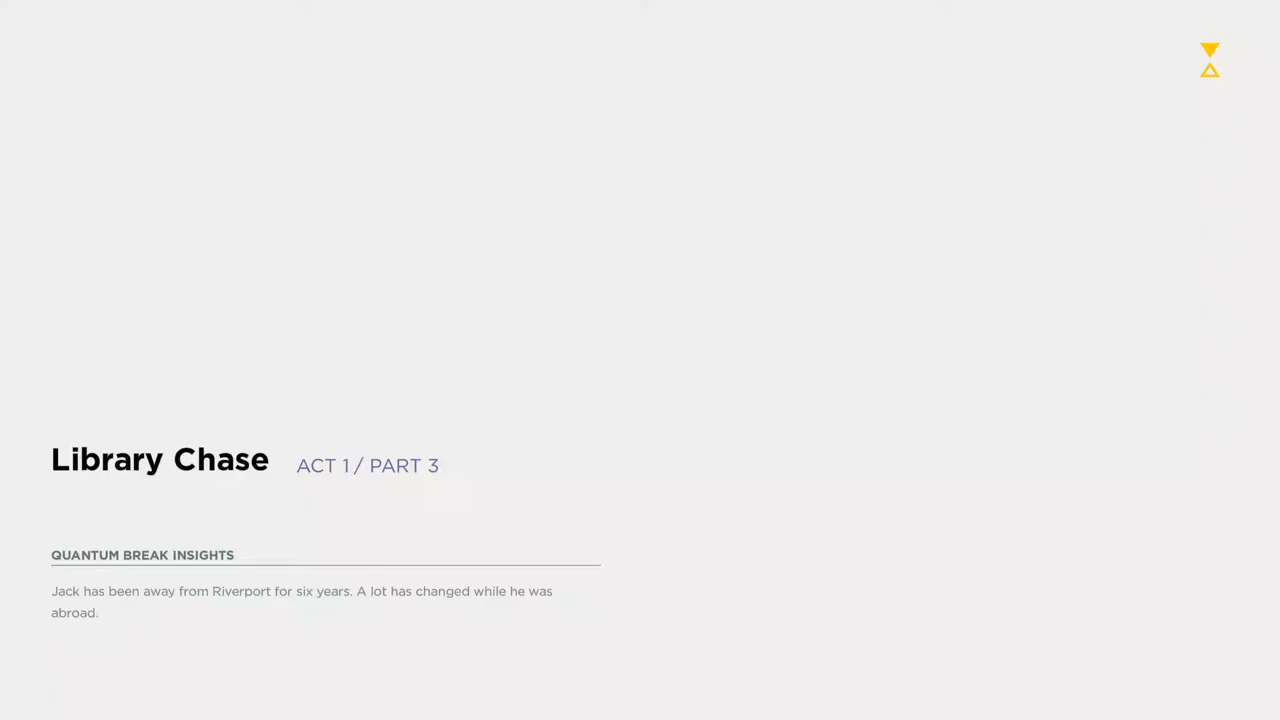 Library Chase ACT 1 / PART 3
QUANTUM BREAK INSIGHTS
Jack has been away from Riverport for six years. A lot has changed while he was
abroad.